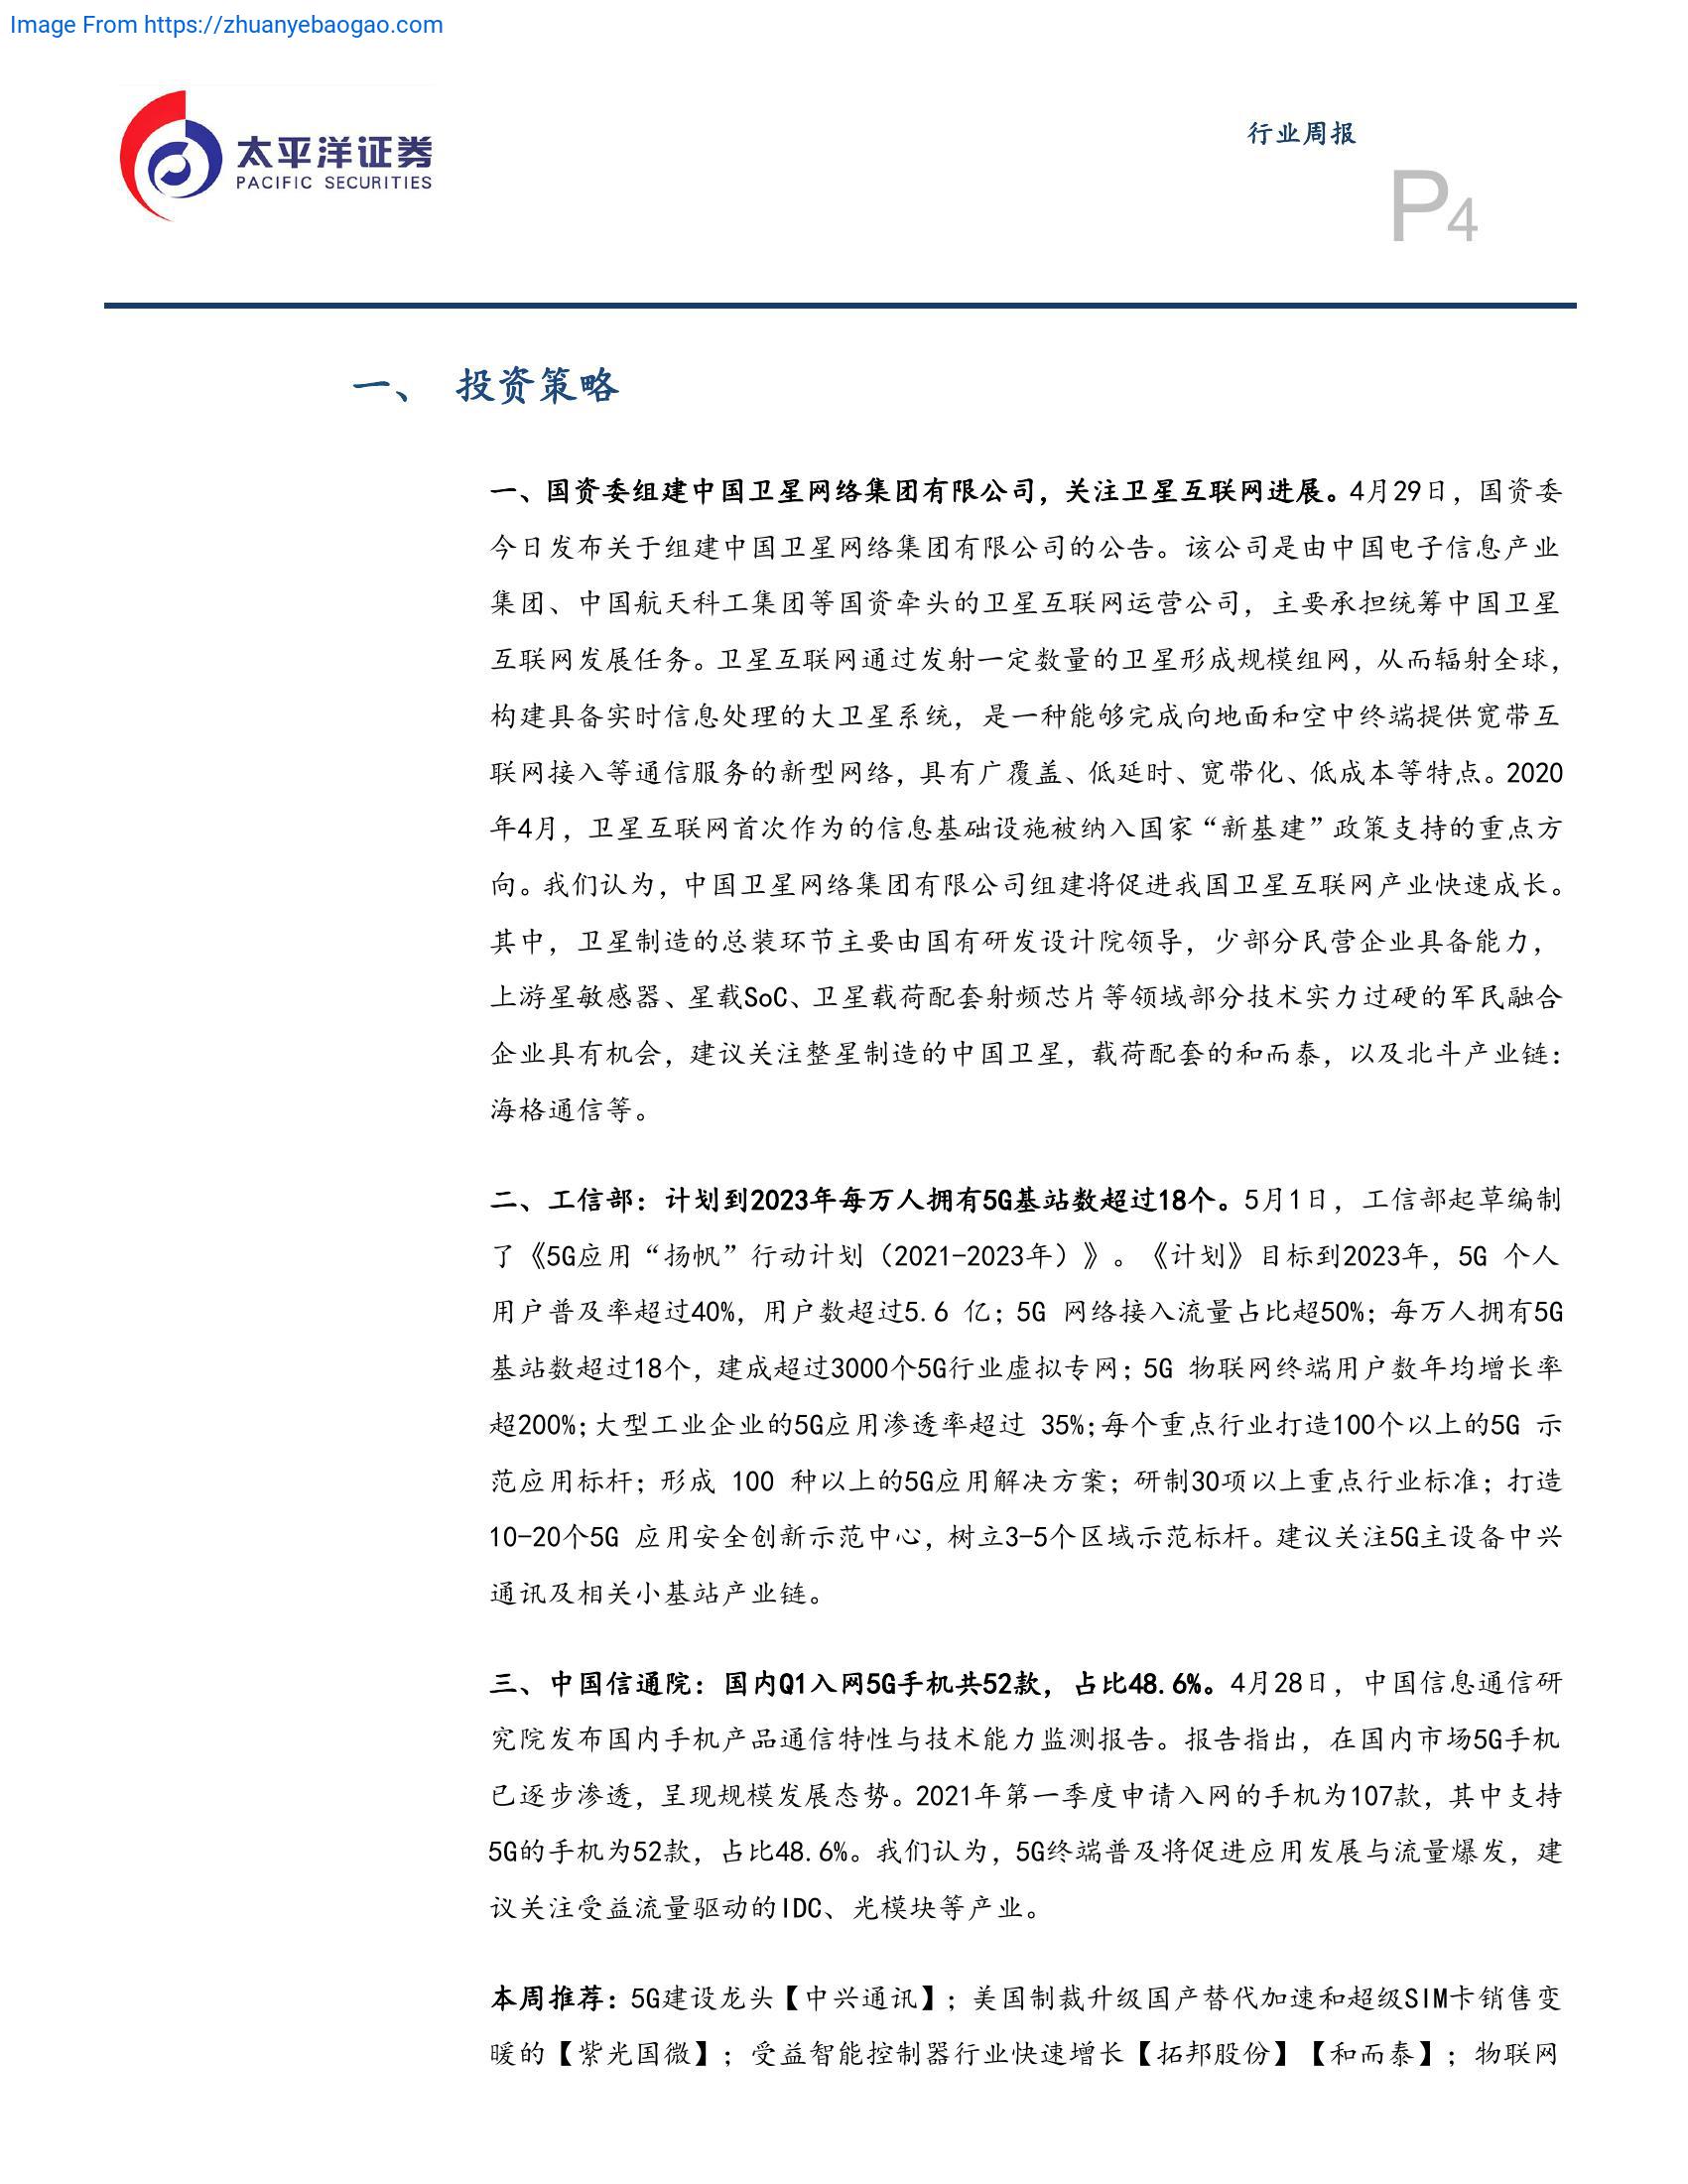 Image From https://zhuanyebaogao.com
太平洋证券
PACIFIC SECURITIES
行业周报
P4
一、 投资策略
一、国资委组建中国卫星网络集团有限公司，关注卫星互联网进展。4月29日，国资委
今日发布关于组建中国卫星网络集团有限公司的公告。该公司是由中国电子信息产业
集团、中国航天科工集团等国资牵头的卫星互联网运营公司，主要承担统筹中国卫星
互联网发展任务。卫星互联网通过发射一定数量的卫星形成规模组网，从而辐射全球，
构建具备实时信息处理的大卫星系统，是一种能够完成向地面和空中终端提供宽带互
联网接入等通信服务的新型网络，具有广覆盖、低延时、宽带化、低成本等特点。2020
年4月，卫星互联网首次作为的信息基础设施被纳入国家“新基建”政策支持的重点方
向。我们认为，中国卫星网络集团有限公司组建将促进我国卫星互联网产业快速成长。
其中，卫星制造的总装环节主要由国有研发设计院领导，少部分民营企业具备能力，
上游星敏感器、星载SoC、卫星载荷配套射频芯片等领域部分技术实力过硬的军民融合
企业具有机会，建议关注整星制造的中国卫星，载荷配套的和而泰，以及北斗产业链：
海格通信等。
二、工信部：计划到2023年每万人拥有5G基站数超过18个。5月1日，工信部起草编制
了《5G应用“扬帆”行动计划（2021-2023年）》。《计划》目标到2023年，5G 个人
用户普及率超过40%，用户数超过5.6 亿；5G 网络接入流量占比超50%；每万人拥有5G
基站数超过18个，建成超过3000个5G行业虚拟专网；5G 物联网终端用户数年均增长率
超200%；大型工业企业的5G应用渗透率超过 35%；每个重点行业打造100个以上的5G 示
范应用标杆；形成 100 种以上的5G应用解决方案；研制30项以上重点行业标准；打造
10-20个5G 应用安全创新示范中心，树立3-5个区域示范标杆。建议关注5G主设备中兴
通讯及相关小基站产业链。
三、中国信通院：国内Q1入网5G手机共52款，占比48.6%。4月28日，中国信息通信研
究院发布国内手机产品通信特性与技术能力监测报告。报告指出，在国内市场5G手机
已逐步渗透，呈现规模发展态势。2021年第一季度申请入网的手机为107款，其中支持
5G的手机为52款，占比48.6%。我们认为，5G终端普及将促进应用发展与流量爆发，建
议关注受益流量驱动的IDC、光模块等产业。
本周推荐：5G建设龙头【中兴通讯】；美国制裁升级国产替代加速和超级SIM卡销售变
暖的【紫光国微】；受益智能控制器行业快速增长【拓邦股份】【和而泰】；物联网